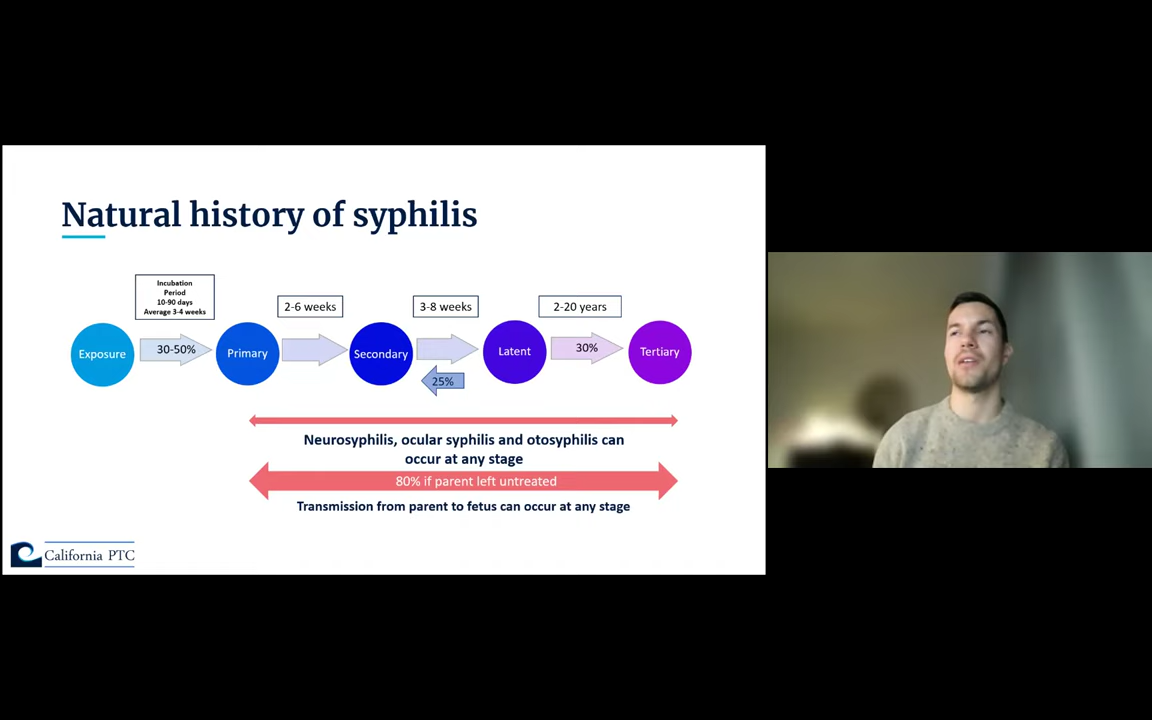 Natural history of syphilis
Incubation
Period
10-90 days
Average 3-4 weeks
2-6 weeks
3-8 weeks
2-20 years
Exposure
30-50%
Primary
Secondary
Latent
30%
Tertiary
25%
Neurosyphilis, ocular syphilis and otosyphilis can
occur at any stage
80% if parent left untreated
Transmission from parent to fetus can occur at any stage
California PTC